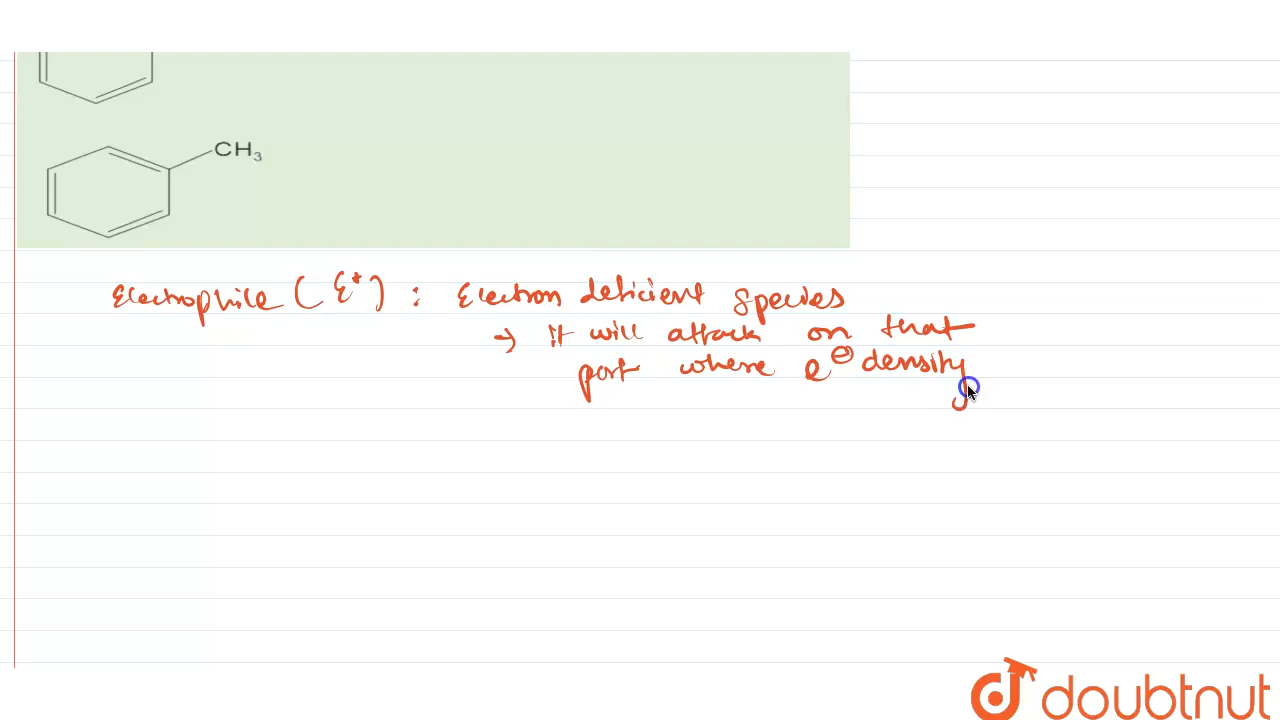 CH₃
Electrophile (E⁺) : Electron deficient species
→ it will attack on that
part where e⊖ density
doubtnut